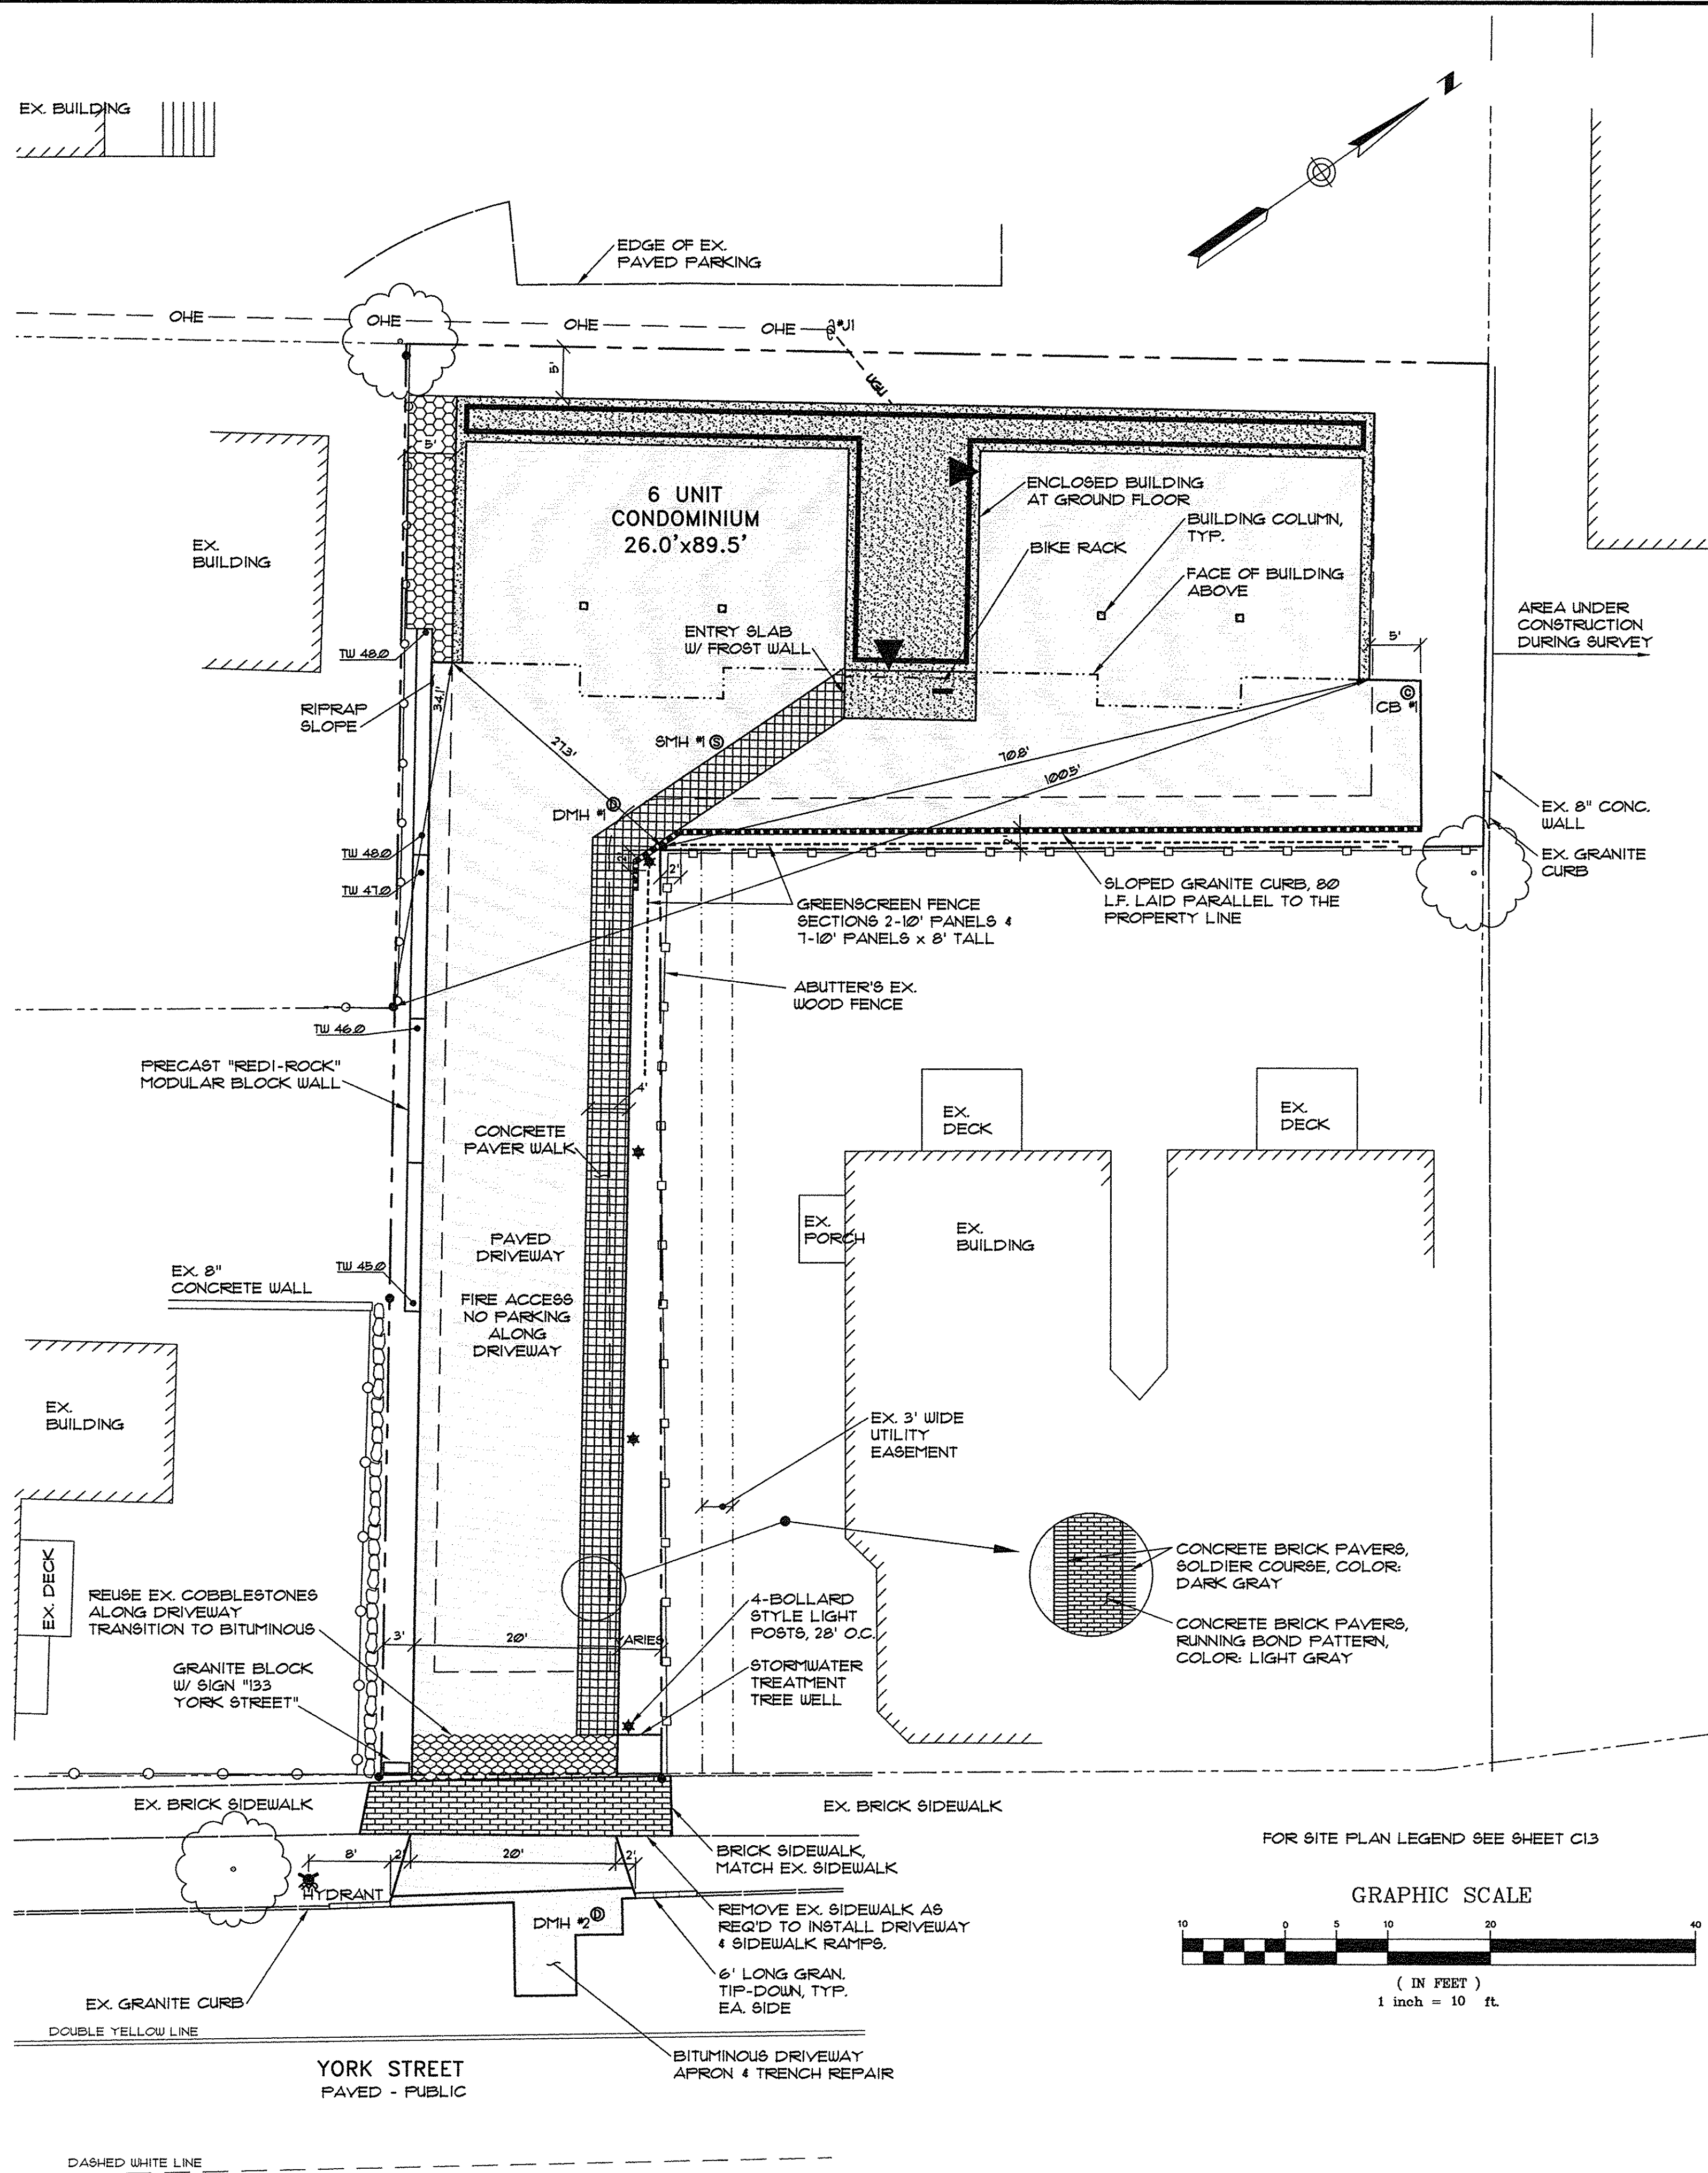 N
EX. BUILDING
EDGE OF EX.
PAVED PARKING
OHE
OHE
OHE
OHE
#U1
UGU
5'
5'
6 UNIT
CONDOMINIUM
26.0'x89.5'
ENCLOSED BUILDING
AT GROUND FLOOR
BUILDING COLUMN,
TYP.
BIKE RACK
FACE OF BUILDING
ABOVE
EX.
BUILDING
ENTRY SLAB
W/ FROST WALL
AREA UNDER
CONSTRUCTION
DURING SURVEY
5'
TW 48.0
34.1'
RIPRAP
SLOPE
27.3'
SMH #1
S
C
CB #1
70.8'
100.5'
DMH #1
D
EX. 8" CONC.
WALL
EX. GRANITE
CURB
TW 48.0
TW 47.0
2'
2'
2'
SLOPED GRANITE CURB, 80
L.F. LAID PARALLEL TO THE
PROPERTY LINE
GREENSCREEN FENCE
SECTIONS 2-10' PANELS &
7-10' PANELS x 8' TALL
ABUTTER'S EX.
WOOD FENCE
TW 46.0
PRECAST "REDI-ROCK"
MODULAR BLOCK WALL
4'
CONCRETE
PAVER WALK
EX.
DECK
EX.
DECK
EX.
PORCH
EX.
BUILDING
PAVED
DRIVEWAY
EX. 8"
CONCRETE WALL
TW 45.0
FIRE ACCESS
NO PARKING
ALONG
DRIVEWAY
EX.
BUILDING
EX. 3' WIDE
UTILITY
EASEMENT
EX. DECK
REUSE EX. COBBLESTONES
ALONG DRIVEWAY
TRANSITION TO BITUMINOUS
4-BOLLARD
STYLE LIGHT
POSTS, 28' O.C.
CONCRETE BRICK PAVERS,
SOLDIER COURSE, COLOR:
DARK GRAY
CONCRETE BRICK PAVERS,
RUNNING BOND PATTERN,
COLOR: LIGHT GRAY
3'
20'
VARIES
GRANITE BLOCK
W/ SIGN "133
YORK STREET"
STORMWATER
TREATMENT
TREE WELL
EX. BRICK SIDEWALK
EX. BRICK SIDEWALK
BRICK SIDEWALK,
MATCH EX. SIDEWALK
8'
2'
20'
2'
HYDRANT
DMH #2
D
REMOVE EX. SIDEWALK AS
REQ'D TO INSTALL DRIVEWAY
& SIDEWALK RAMPS.
6' LONG GRAN.
TIP-DOWN, TYP.
EA. SIDE
EX. GRANITE CURB
DOUBLE YELLOW LINE
BITUMINOUS DRIVEWAY
APRON & TRENCH REPAIR
YORK STREET
PAVED - PUBLIC
DASHED WHITE LINE
FOR SITE PLAN LEGEND SEE SHEET C1.3
GRAPHIC SCALE
10 0 5 10 20 40
( IN FEET )
1 inch = 10 ft.